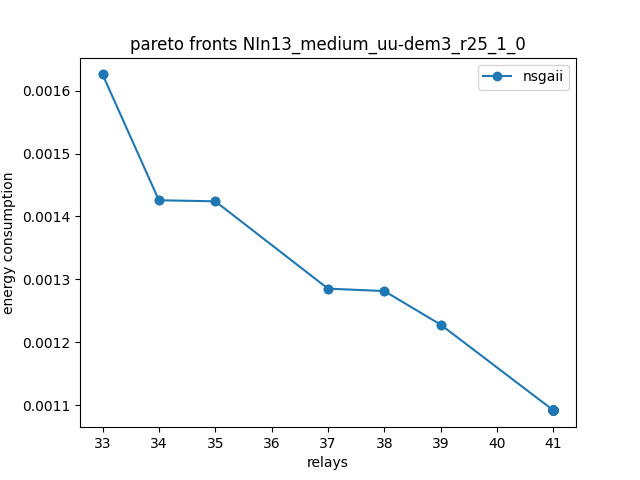 pareto fronts NIn13_medium_uu-dem3_r25_1_0
nsgaii
0.0016
0.0015
0.0014
0.0013
0.0012
0.0011
energy consumption
33 34 35 36 37 38 39 40 41
relays